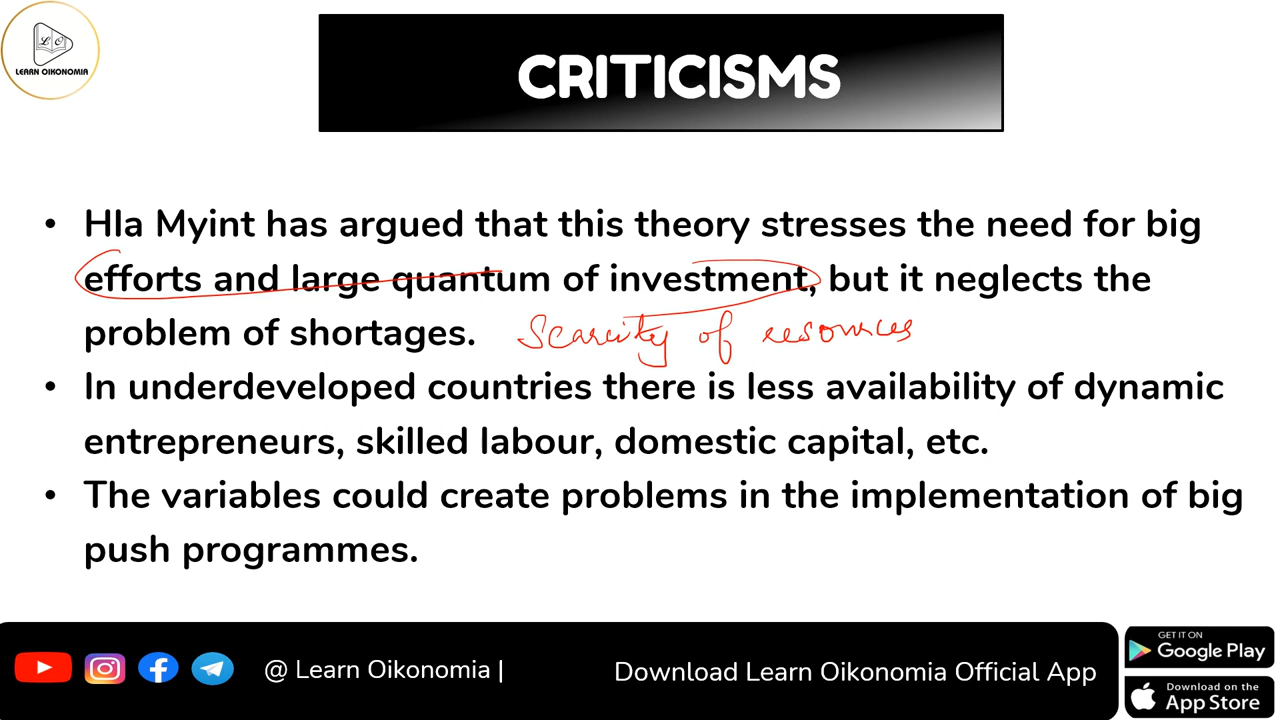 LO
LEARN OIKONOMIA
CRITICISMS
• Hla Myint has argued that this theory stresses the need for big
efforts and large quantum of investment, but it neglects the
problem of shortages. Scarcity of resources
• In underdeveloped countries there is less availability of dynamic
entrepreneurs, skilled labour, domestic capital, etc.
• The variables could create problems in the implementation of big
push programmes.
@ Learn Oikonomia |
Download Learn Oikonomia Official App
GET IT ON
Google Play
Download on the
App Store